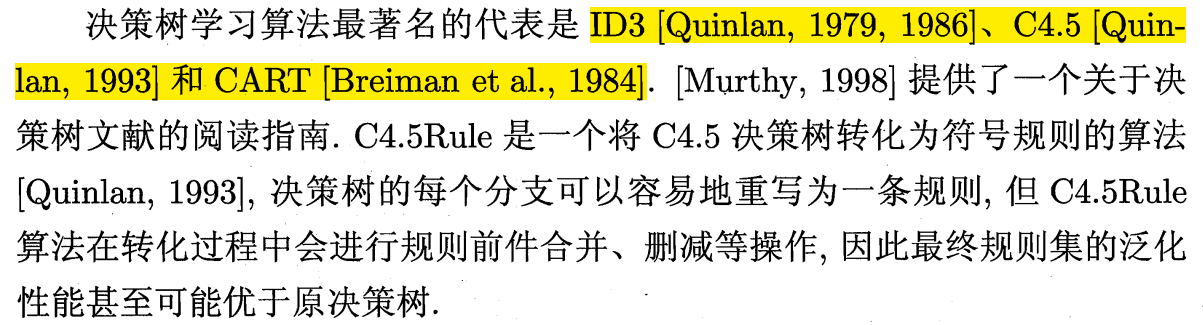 决策树学习算法最著名的代表是 ID3 [Quinlan, 1979, 1986]、C4.5 [Quin-
lan, 1993] 和 CART [Breiman et al., 1984]. [Murthy, 1998] 提供了一个关于决
策树文献的阅读指南. C4.5Rule 是一个将 C4.5 决策树转化为符号规则的算法
[Quinlan, 1993], 决策树的每个分支可以容易地重写为一条规则, 但 C4.5Rule
算法在转化过程中会进行规则前件合并、删减等操作, 因此最终规则集的泛化
性能甚至可能优于原决策树.